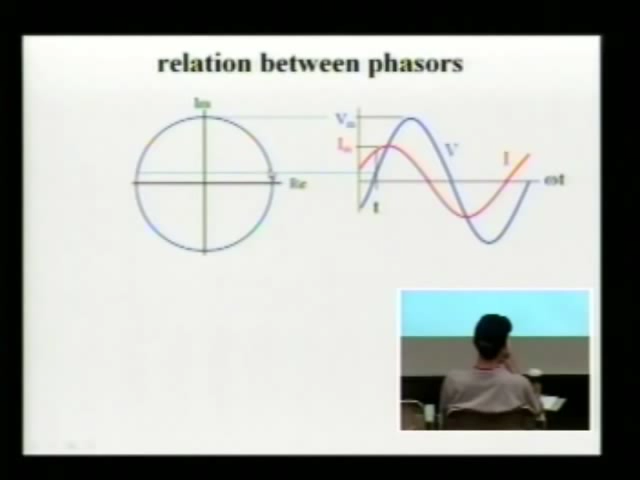 relation between phasors
Im
Re
Vm
Im
V
I
ωt
t